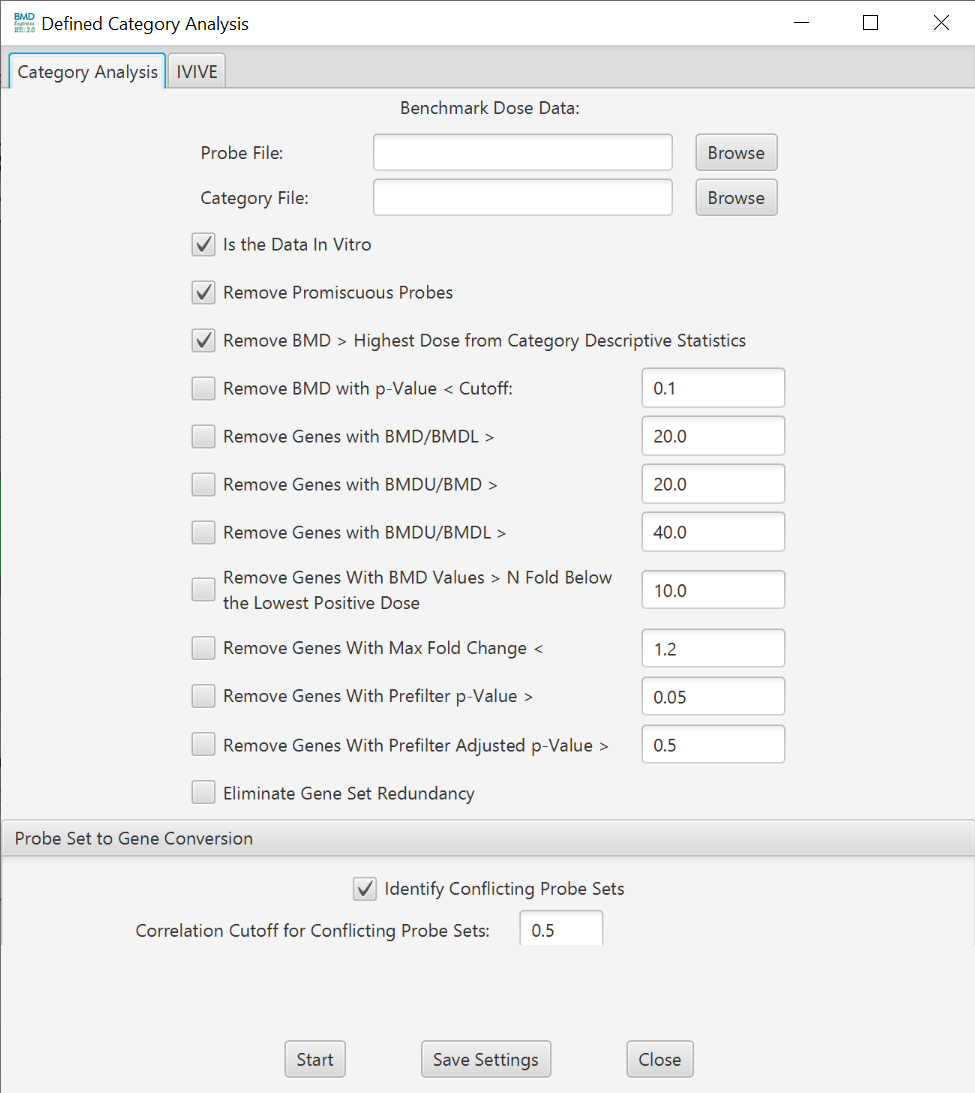 BMD
Express
2.0
Defined Category Analysis
Category Analysis
IVIVE
Benchmark Dose Data:
Probe File:
Browse
Category File:
Browse
Is the Data In Vitro
Remove Promiscuous Probes
Remove BMD > Highest Dose from Category Descriptive Statistics
Remove BMD with p-Value < Cutoff:
0.1
Remove Genes with BMD/BMDL >
20.0
Remove Genes with BMDU/BMD >
20.0
Remove Genes with BMDU/BMDL >
40.0
Remove Genes With BMD Values > N Fold Below
the Lowest Positive Dose
10.0
Remove Genes With Max Fold Change <
1.2
Remove Genes With Prefilter p-Value >
0.05
Remove Genes With Prefilter Adjusted p-Value >
0.5
Eliminate Gene Set Redundancy
Probe Set to Gene Conversion
Identify Conflicting Probe Sets
Correlation Cutoff for Conflicting Probe Sets:
0.5
Start
Save Settings
Close